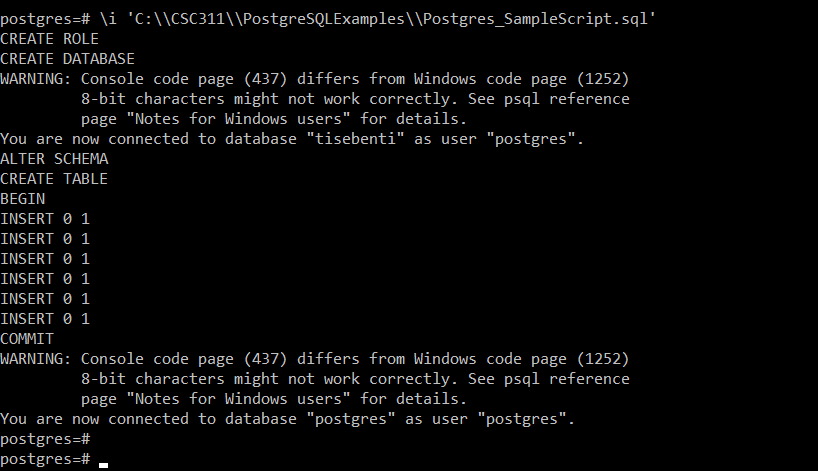 postgres=# \i 'C:\\CSC311\\PostgreSQLExamples\\Postgres_SampleScript.sql'
CREATE ROLE
CREATE DATABASE
WARNING: Console code page (437) differs from Windows code page (1252)
         8-bit characters might not work correctly. See psql reference
         page "Notes for Windows users" for details.
You are now connected to database "tisebenti" as user "postgres".
ALTER SCHEMA
CREATE TABLE
BEGIN
INSERT 0 1
INSERT 0 1
INSERT 0 1
INSERT 0 1
INSERT 0 1
INSERT 0 1
COMMIT
WARNING: Console code page (437) differs from Windows code page (1252)
         8-bit characters might not work correctly. See psql reference
         page "Notes for Windows users" for details.
You are now connected to database "postgres" as user "postgres".
postgres=#
postgres=#